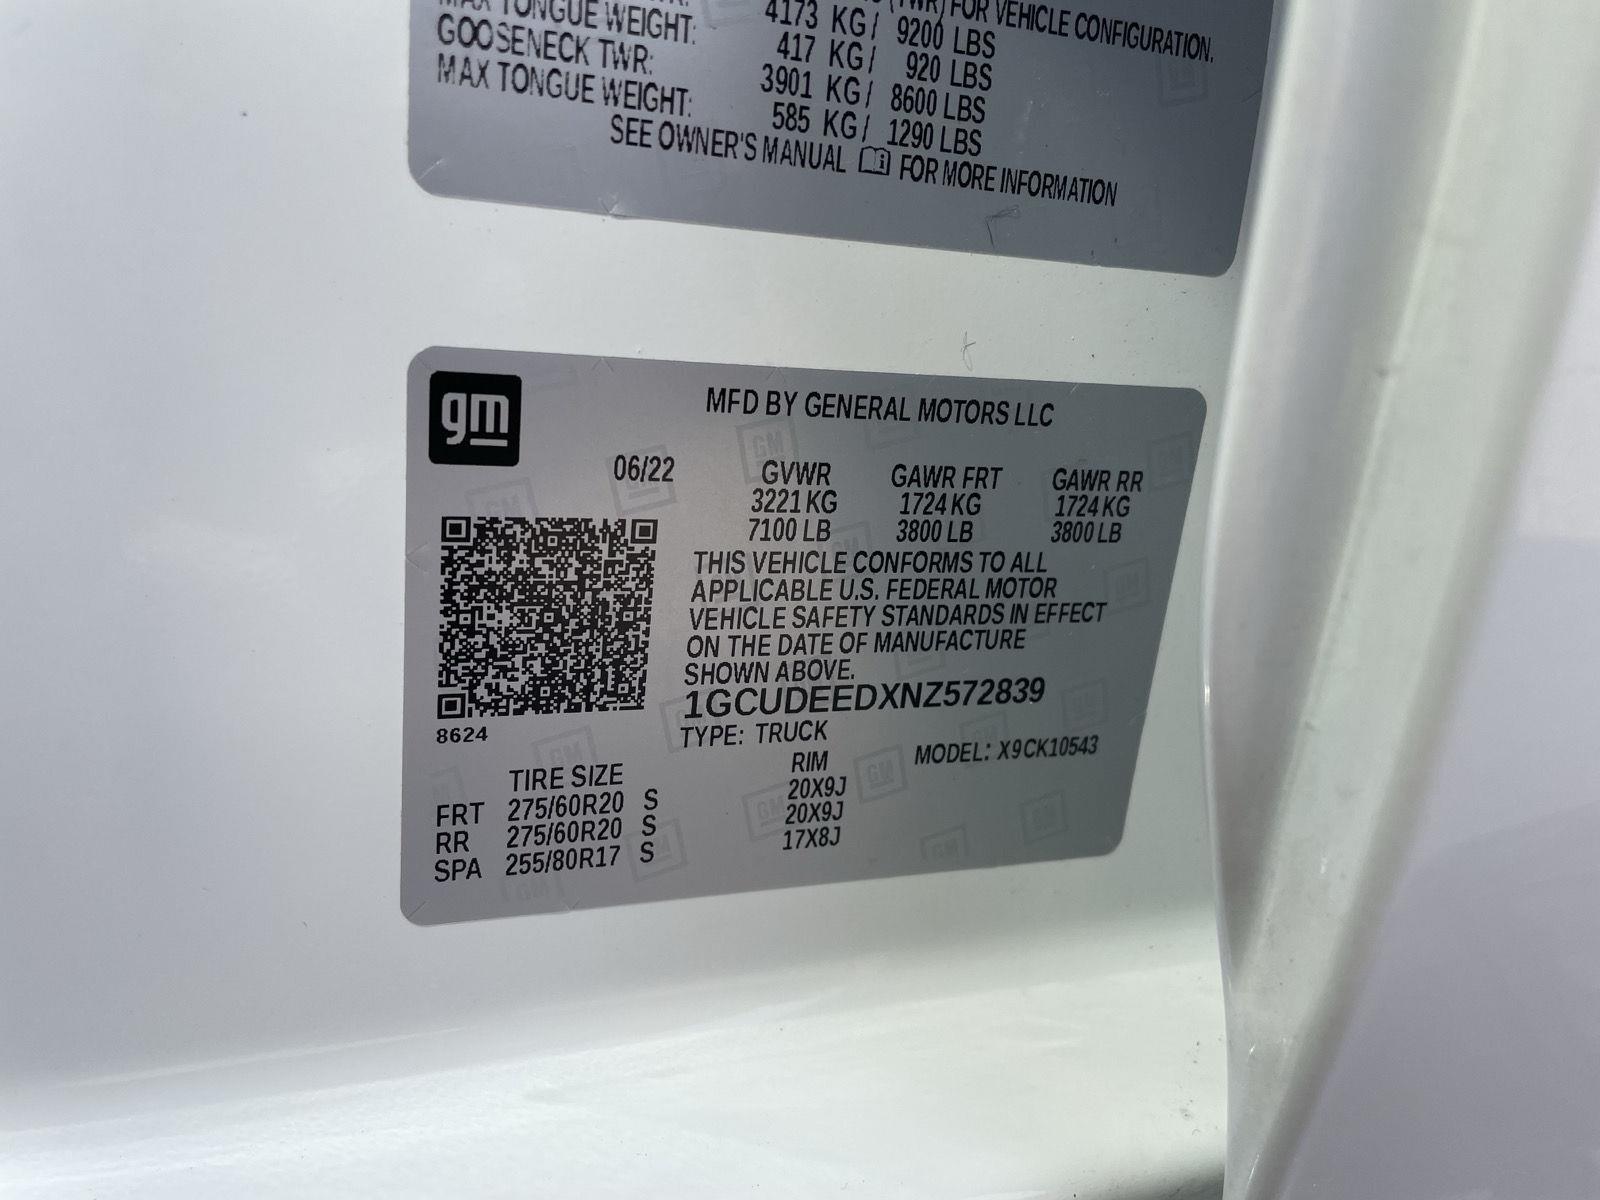 (TWR) FOR VEHICLE CONFIGURATION.
4173 KG/ 9200 LBS
MAX TONGUE WEIGHT: 417 KG/ 920 LBS
GOOSENECK TWR: 3901 KG/ 8600 LBS
MAX TONGUE WEIGHT: 585 KG/ 1290 LBS
SEE OWNER'S MANUAL FOR MORE INFORMATION
gm
MFD BY GENERAL MOTORS LLC
06/22 GVWR GAWR FRT GAWR RR
3221 KG 1724 KG 1724 KG
7100 LB 3800 LB 3800 LB
THIS VEHICLE CONFORMS TO ALL
APPLICABLE U.S. FEDERAL MOTOR
VEHICLE SAFETY STANDARDS IN EFFECT
ON THE DATE OF MANUFACTURE
SHOWN ABOVE.
1GCUDEEDXNZ572839
8624
TYPE: TRUCK MODEL: X9CK10543
TIRE SIZE RIM
FRT 275/60R20 S 20X9J
RR 275/60R20 S 20X9J
SPA 255/80R17 S 17X8J